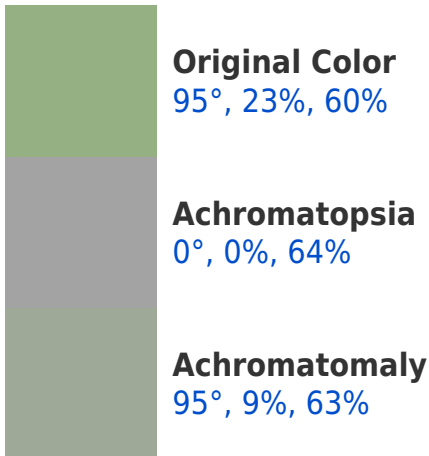 Original Color
95°, 23%, 60%
Achromatopsia
0°, 0%, 64%
Achromatomaly
95°, 9%, 63%